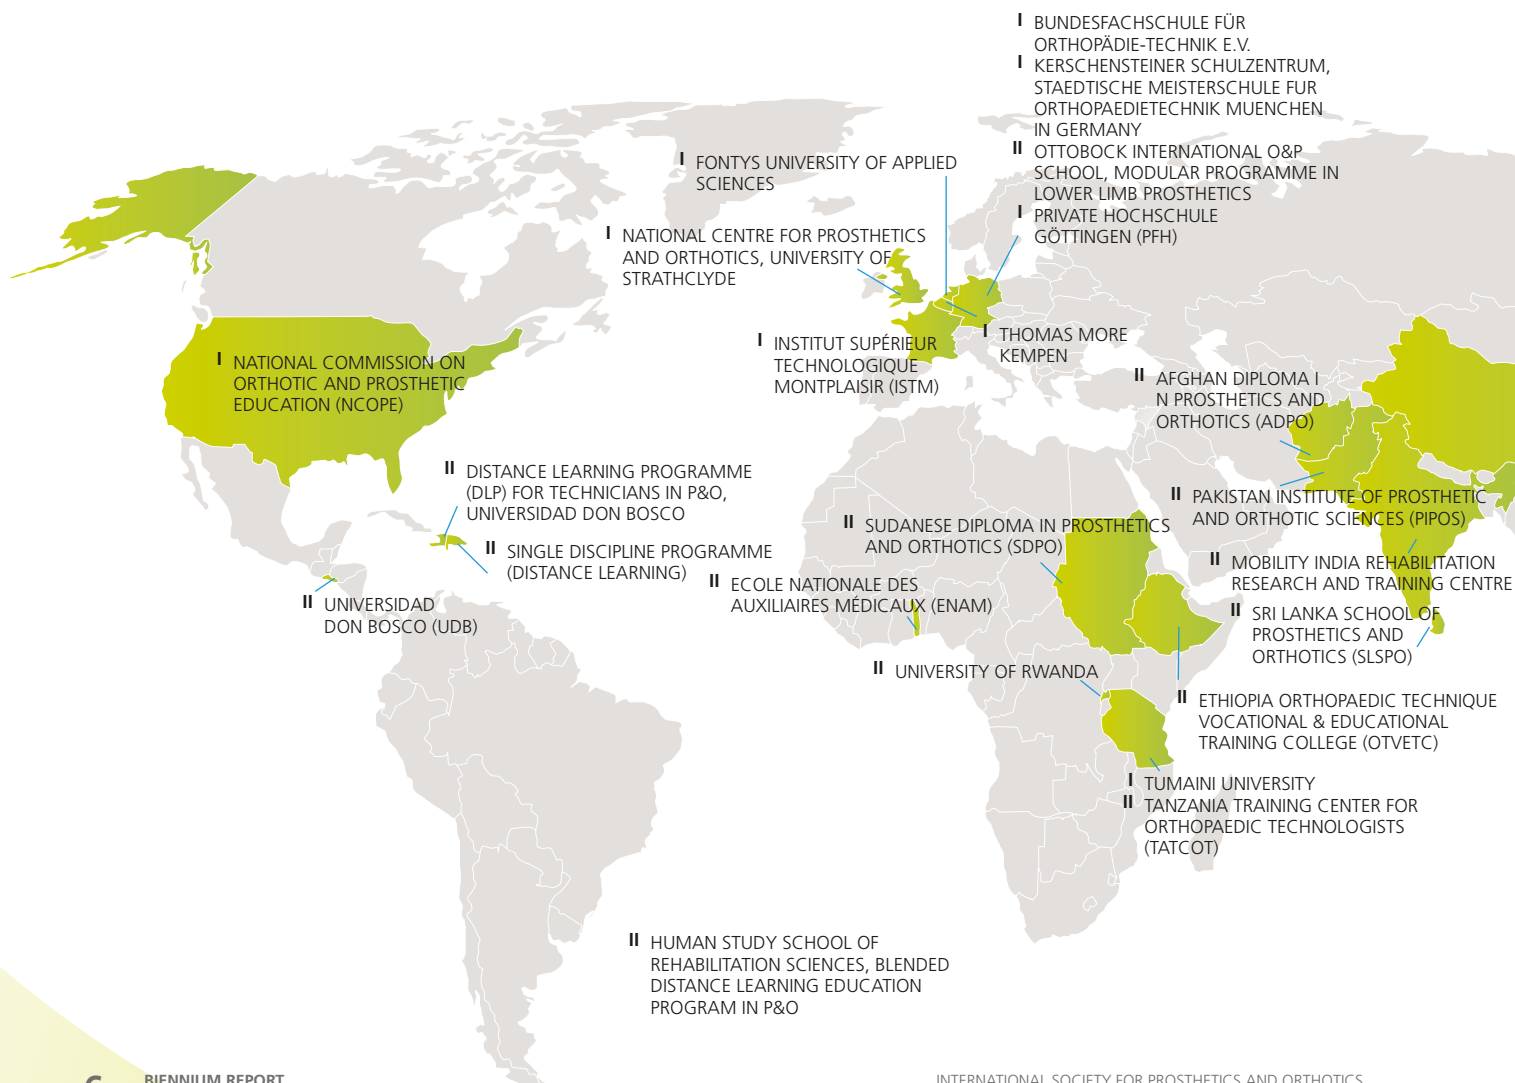 I BUNDESFACHSCHULE FÜR
ORTHOPÄDIE-TECHNIK E.V.
I KERSCHENSTEINER SCHULZENTRUM,
STAEDTISCHE MEISTERSCHULE FUR
ORTHOPAEDIETECHNIK MUENCHEN
IN GERMANY
II OTTOBOCK INTERNATIONAL O&P
SCHOOL, MODULAR PROGRAMME IN
LOWER LIMB PROSTHETICS
I PRIVATE HOCHSCHULE
GÖTTINGEN (PFH)
I FONTYS UNIVERSITY OF APPLIED
SCIENCES
I NATIONAL CENTRE FOR PROSTHETICS
AND ORTHOTICS, UNIVERSITY OF
STRATHCLYDE
I INSTITUT SUPÉRIEUR
TECHNOLOGIQUE
MONTPLAISIR (ISTM)
I THOMAS MORE
KEMPEN
I NATIONAL COMMISSION ON
ORTHOTIC AND PROSTHETIC
EDUCATION (NCOPE)
II AFGHAN DIPLOMA I
N PROSTHETICS AND
ORTHOTICS (ADPO)
II DISTANCE LEARNING PROGRAMME
(DLP) FOR TECHNICIANS IN P&O,
UNIVERSIDAD DON BOSCO
II PAKISTAN INSTITUTE OF PROSTHETIC
AND ORTHOTIC SCIENCES (PIPOS)
II SUDANESE DIPLOMA IN PROSTHETICS
AND ORTHOTICS (SDPO)
II SINGLE DISCIPLINE PROGRAMME
(DISTANCE LEARNING)
II MOBILITY INDIA REHABILITATION
RESEARCH AND TRAINING CENTRE
II ECOLE NATIONALE DES
AUXILIAIRES MÉDICAUX (ENAM)
II UNIVERSIDAD
DON BOSCO (UDB)
II SRI LANKA SCHOOL OF
PROSTHETICS AND
ORTHOTICS (SLSPO)
II UNIVERSITY OF RWANDA
II ETHIOPIA ORTHOPAEDIC TECHNIQUE
VOCATIONAL & EDUCATIONAL
TRAINING COLLEGE (OTVETC)
I TUMAINI UNIVERSITY
II TANZANIA TRAINING CENTER FOR
ORTHOPAEDIC TECHNOLOGISTS
(TATCOT)
II HUMAN STUDY SCHOOL OF
REHABILITATION SCIENCES, BLENDED
DISTANCE LEARNING EDUCATION
PROGRAM IN P&O
6 BIENNIUM REPORT
INTERNATIONAL SOCIETY FOR PROSTHETICS AND ORTHOTICS